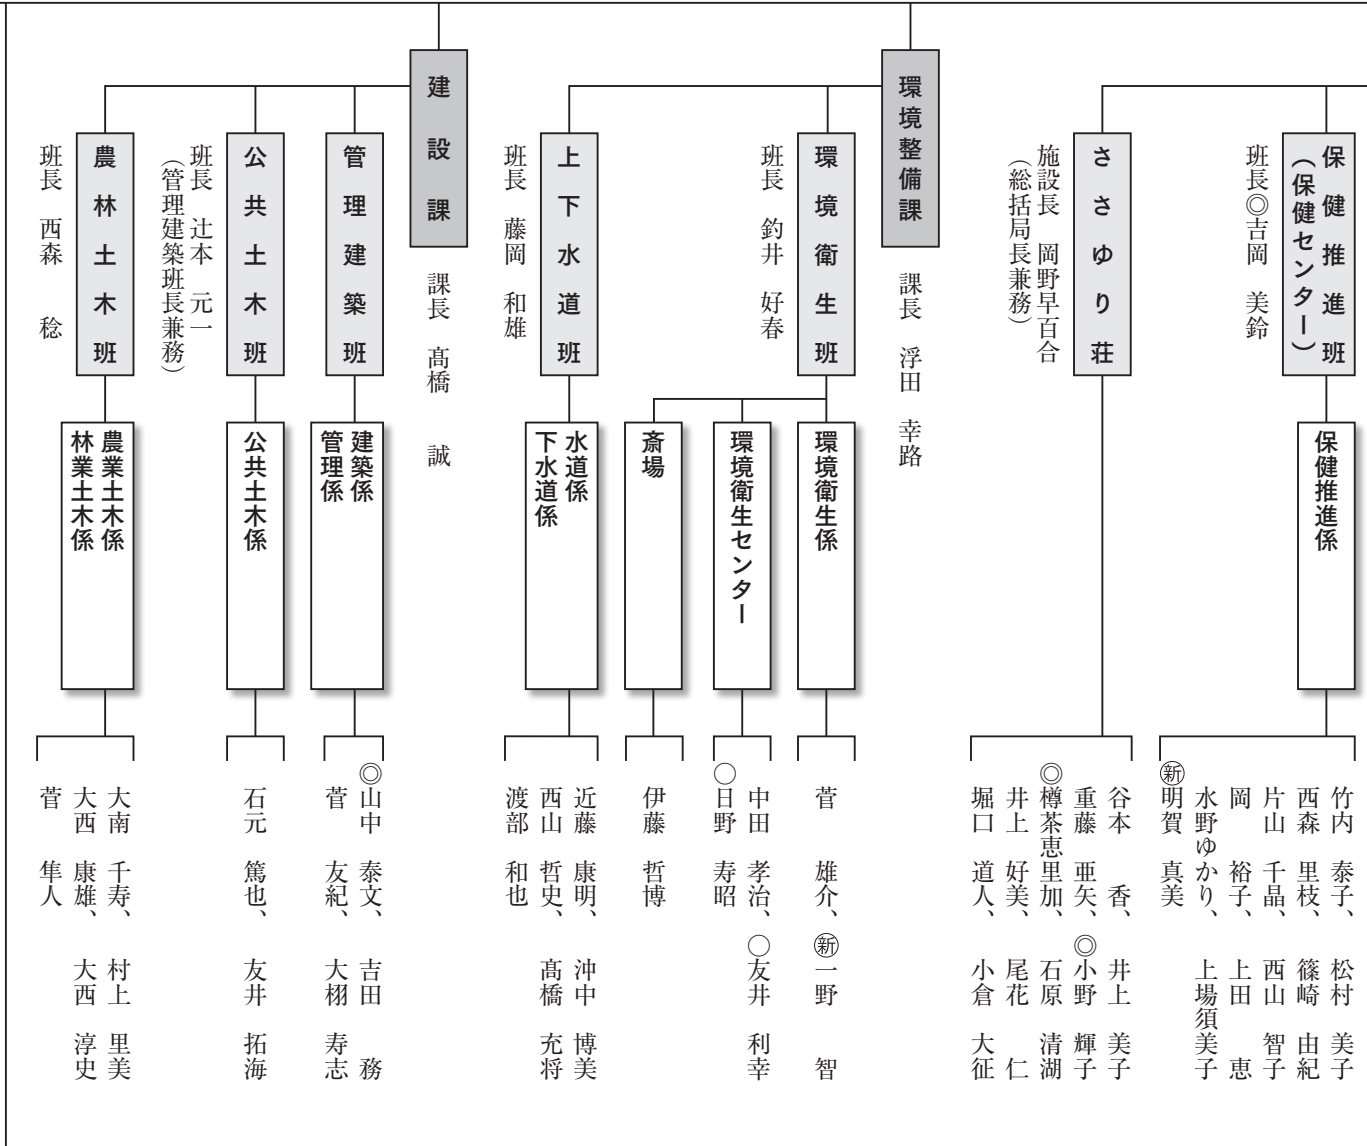 保健推進班
（保健センター）
班長◎吉岡　美鈴
保健推進係
竹内　泰子、　松村　美子
西森　里枝、　篠崎　由紀
片山　千晶、　西山　智子
岡　　裕子、　上田　　恵
水野ゆかり、　上場須美子
㊟新明賀　真美
ささゆり荘
施設長　岡野早百合
（総括局長兼務）
谷本　　香、　井上　美子
重藤　亜矢、◎小野　輝子
◎樽茶恵里加、　石原　清湖
井上　好美、　尾花　　仁
堀口　道人、　小倉　大征
環境整備課
課長　浮田　幸路
環境衛生班
班長　釣井　好春
環境衛生係
菅　　雄介、新一野　　智
環境衛生センター
中田　孝治、○友井　利幸
○日野　寿昭
斎場
伊藤　哲博
上下水道班
班長　藤岡　和雄
水道係
下水道係
近藤　康明、　沖中　博美
西山　哲史、　髙橋　充将
渡部　和也
建設課
課長　髙橋　　誠
管理建築班
建築係
管理係
◎山中　泰文、　吉田　　務
菅　　友紀、　大栩　寿志
公共土木班
班長　辻本　元一
（管理建築班長兼務）
公共土木係
石元　篤也、　友井　拓海
農林土木班
班長　西森　　稔
農業土木係
林業土木係
大南　千寿、　村上　里美
大西　康雄、　大西　淳史
菅　　隼人